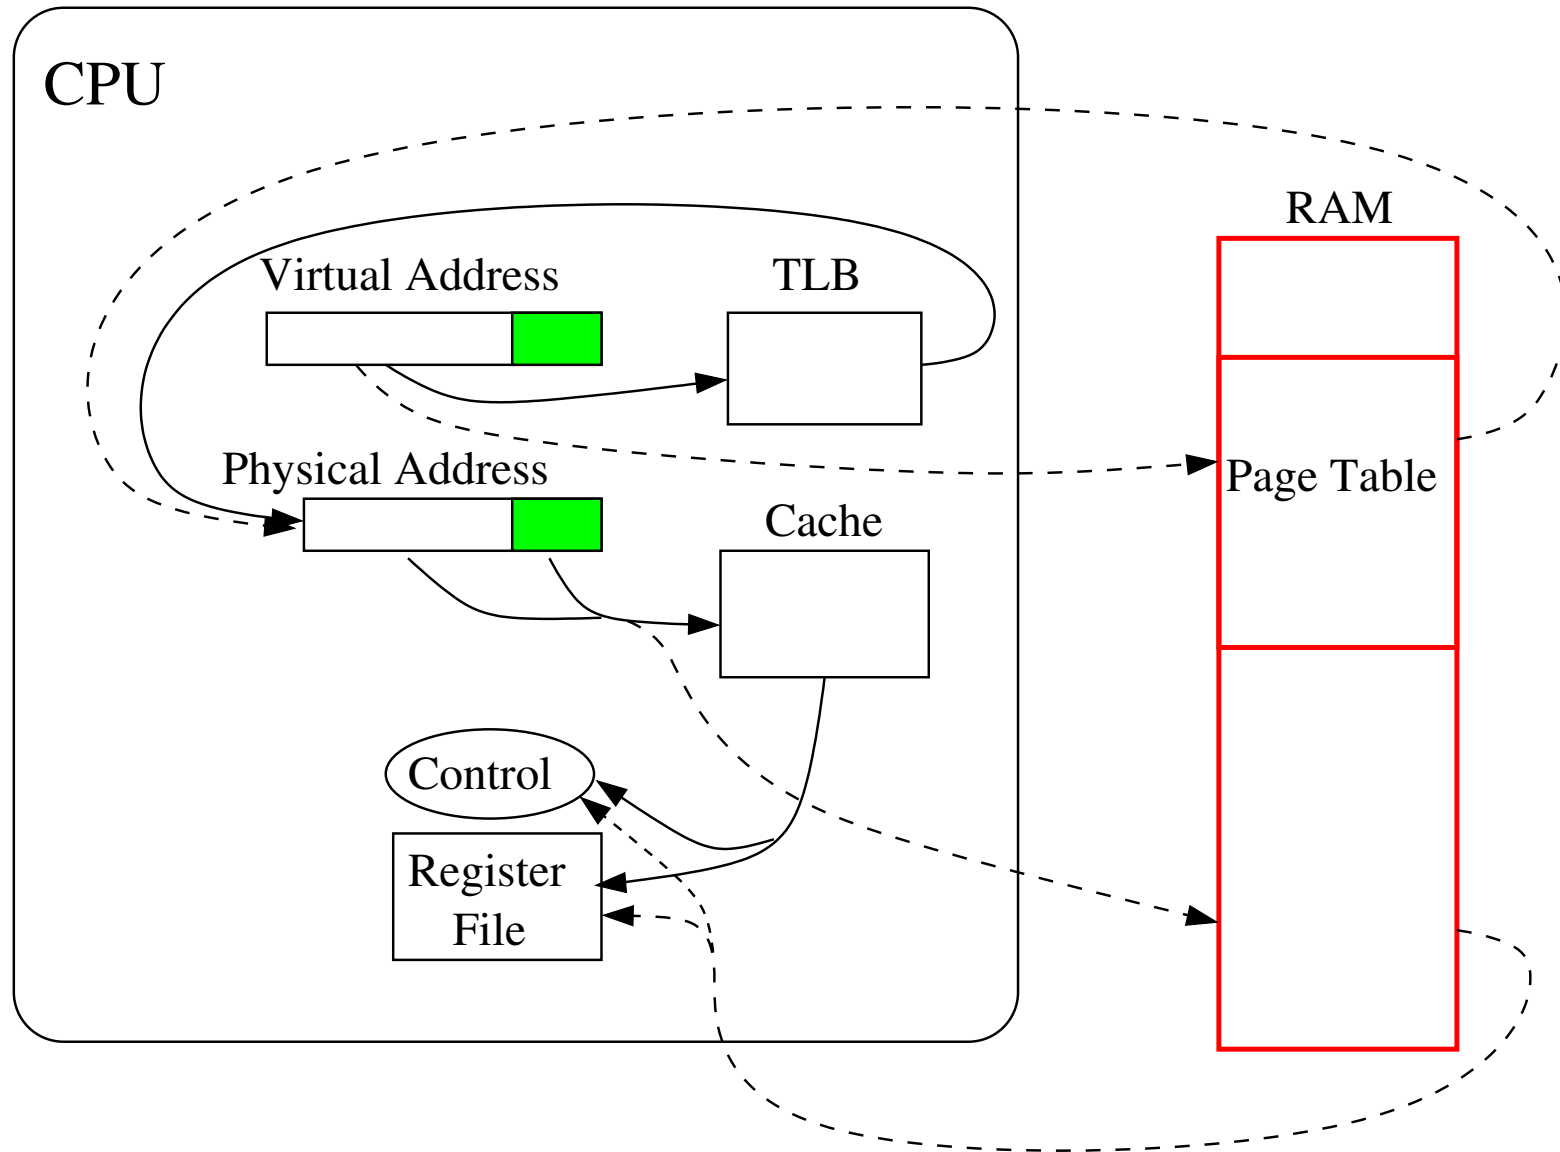 CPU
RAM
Virtual Address
TLB
Physical Address
Page Table
Cache
Control
Register
File